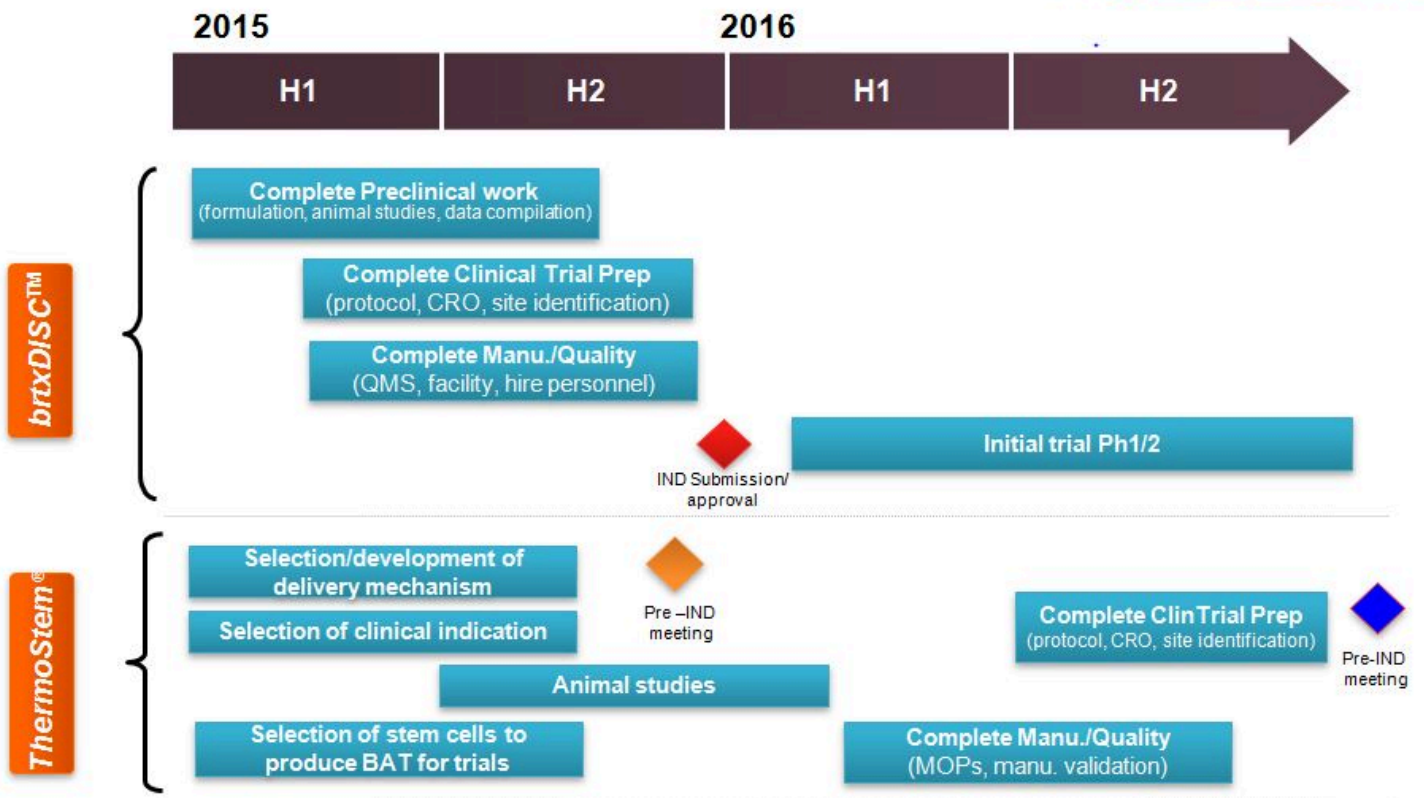 2015
2016
H1
H2
H1
H2
brtxDISC™
Complete Preclinical work
(formulation, animal studies, data compilation)
Complete Clinical Trial Prep
(protocol, CRO, site identification)
Complete Manu./Quality
(QMS, facility, hire personnel)
IND Submission/
approval
Initial trial Ph1/2
ThermoStem®
Selection/development of
delivery mechanism
Pre –IND
meeting
Selection of clinical indication
Complete ClinTrial Prep
(protocol, CRO, site identification)
Pre-IND
meeting
Animal studies
Selection of stem cells to
produce BAT for trials
Complete Manu./Quality
(MOPs, manu. validation)